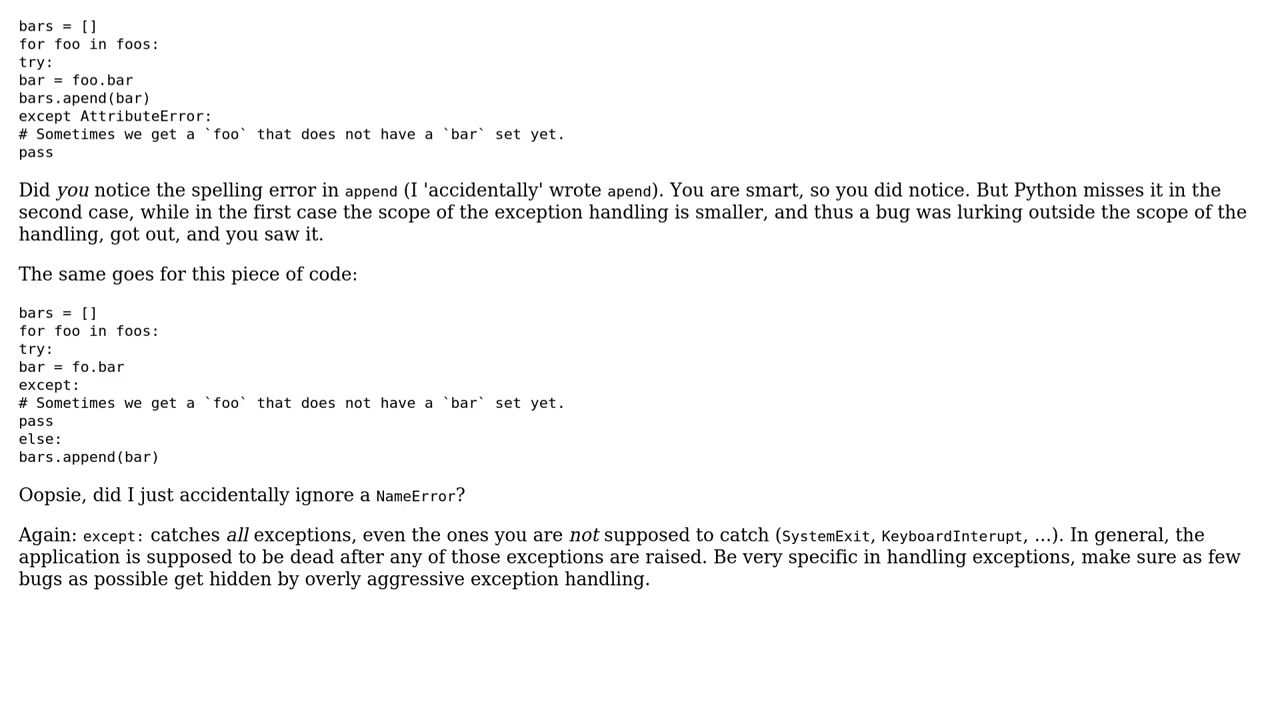 bars = []
for foo in foos:
try:
bar = foo.bar
bars.apend(bar)
except AttributeError:
# Sometimes we get a `foo` that does not have a `bar` set yet.
pass
Did you notice the spelling error in append (I 'accidentally' wrote apend). You are smart, so you did notice. But Python misses it in the
second case, while in the first case the scope of the exception handling is smaller, and thus a bug was lurking outside the scope of the
handling, got out, and you saw it.
The same goes for this piece of code:
bars = []
for foo in foos:
try:
bar = fo.bar
except:
# Sometimes we get a `foo` that does not have a `bar` set yet.
pass
else:
bars.append(bar)
Oopsie, did I just accidentally ignore a NameError?
Again: except: catches all exceptions, even the ones you are not supposed to catch (SystemExit, KeyboardInterupt, ...). In general, the
application is supposed to be dead after any of those exceptions are raised. Be very specific in handling exceptions, make sure as few
bugs as possible get hidden by overly aggressive exception handling.